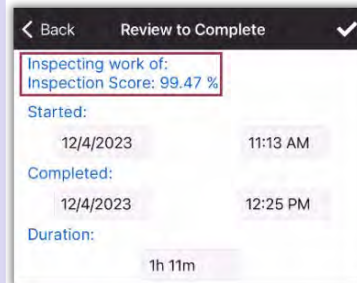 Back Review to Complete
Inspecting work of:
Inspection Score: 99.47 %
Started:
12/4/2023 11:13 AM
Completed:
12/4/2023 12:25 PM
Duration:
1h 11m